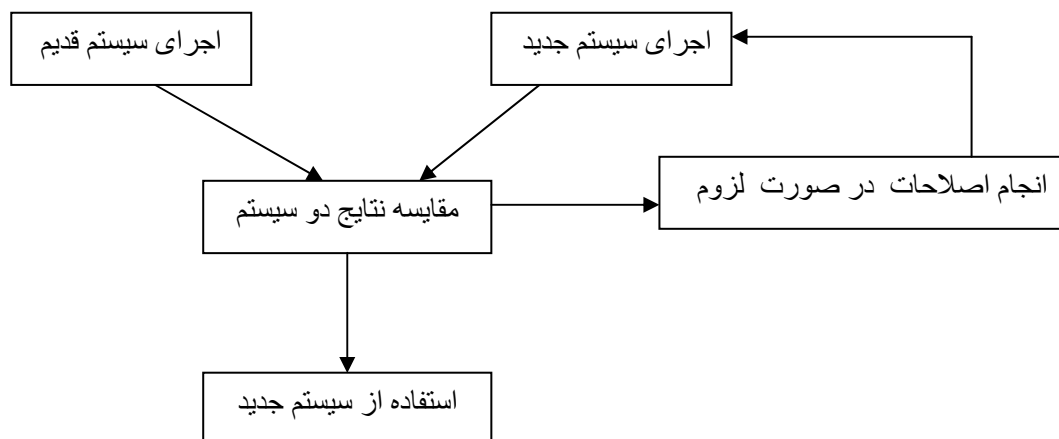 اجرای سیستم قدیم
اجرای سیستم جدید
انجام اصلاحات در صورت لزوم
مقایسه نتایج دو سیستم
استفاده از سیستم جدید